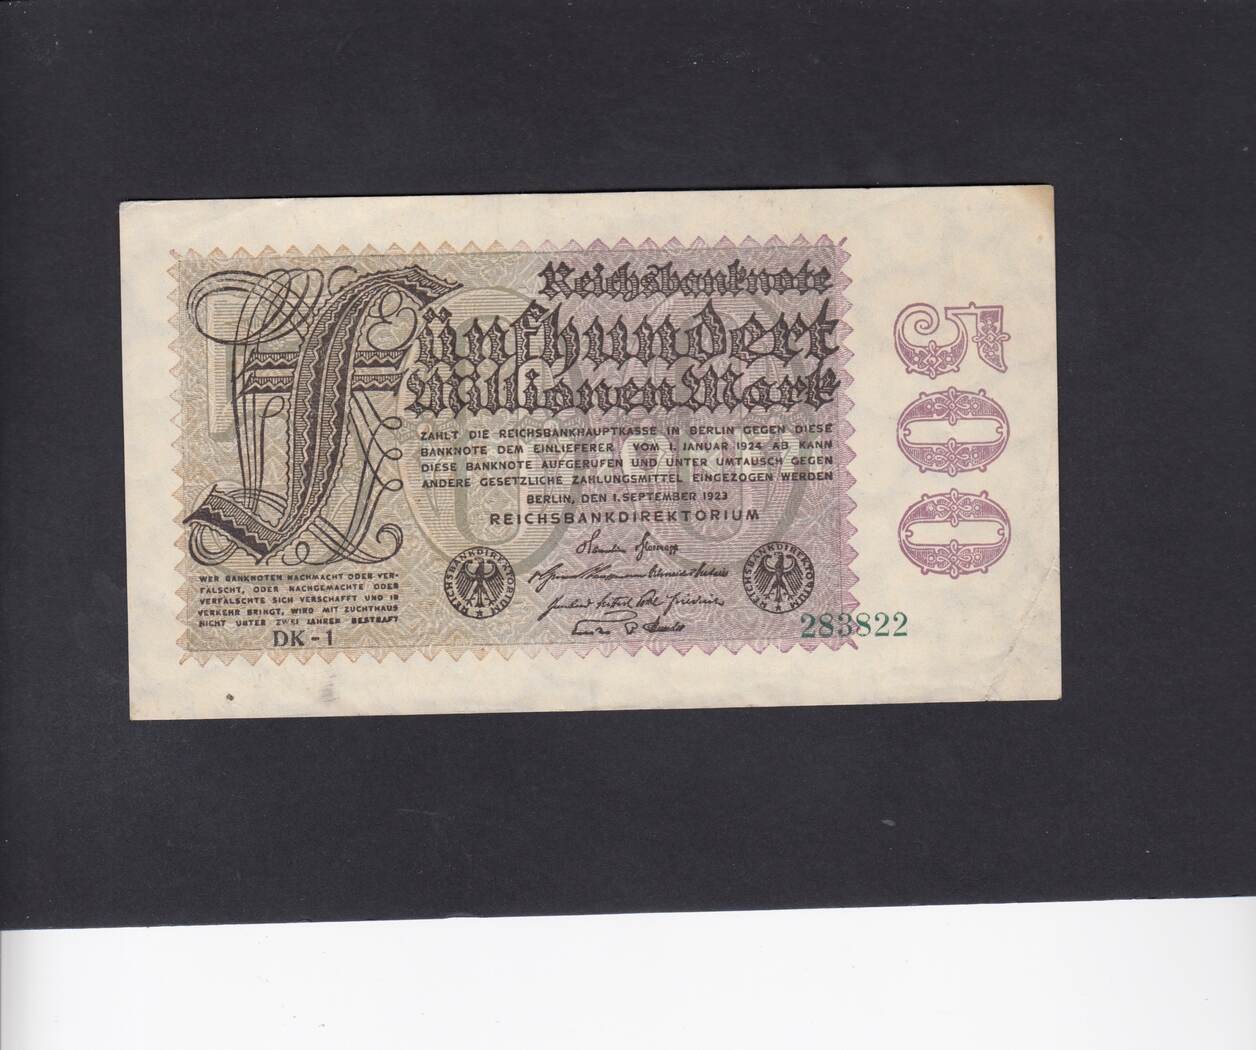 Reichsbanknote
Fünfhundert
Millionen Mark
ZAHLT DIE REICHSBANKHAUPTKASSE IN BERLIN GEGEN DIESE
BANKNOTE DEM EINLIEFERER. VOM 1. JANUAR 1924 AB KANN
DIESE BANKNOTE AUFGERUFEN UND UNTER UMTAUSCH GEGEN
ANDERE GESETZLICHE ZAHLUNGSMITTEL EINGEZOGEN WERDEN
BERLIN, DEN 1. SEPTEMBER 1923
REICHSBANKDIREKTORIUM
REICHSBANKDIREKTORIUM
REICHSBANKDIREKTORIUM
WER BANKNOTEN NACHMACHT ODER VER-
FÄLSCHT, ODER NACHGEMACHTE ODER
VERFÄLSCHTE SICH VERSCHAFFT UND IN
VERKEHR BRINGT, WIRD MIT ZUCHTHAUS
NICHT UNTER ZWEI JAHREN BESTRAFT
DK - 1
283822
500